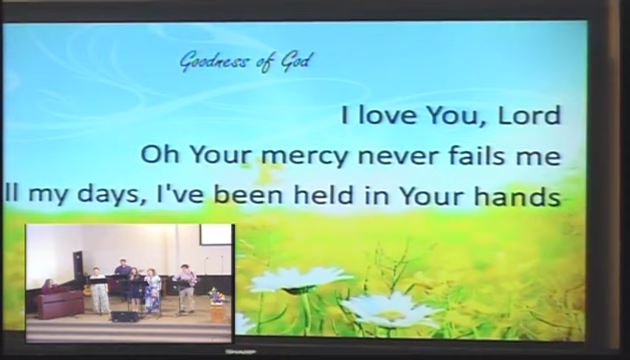 Goodness of God
I love You, Lord
Oh Your mercy never fails me
ll my days, I've been held in Your hands